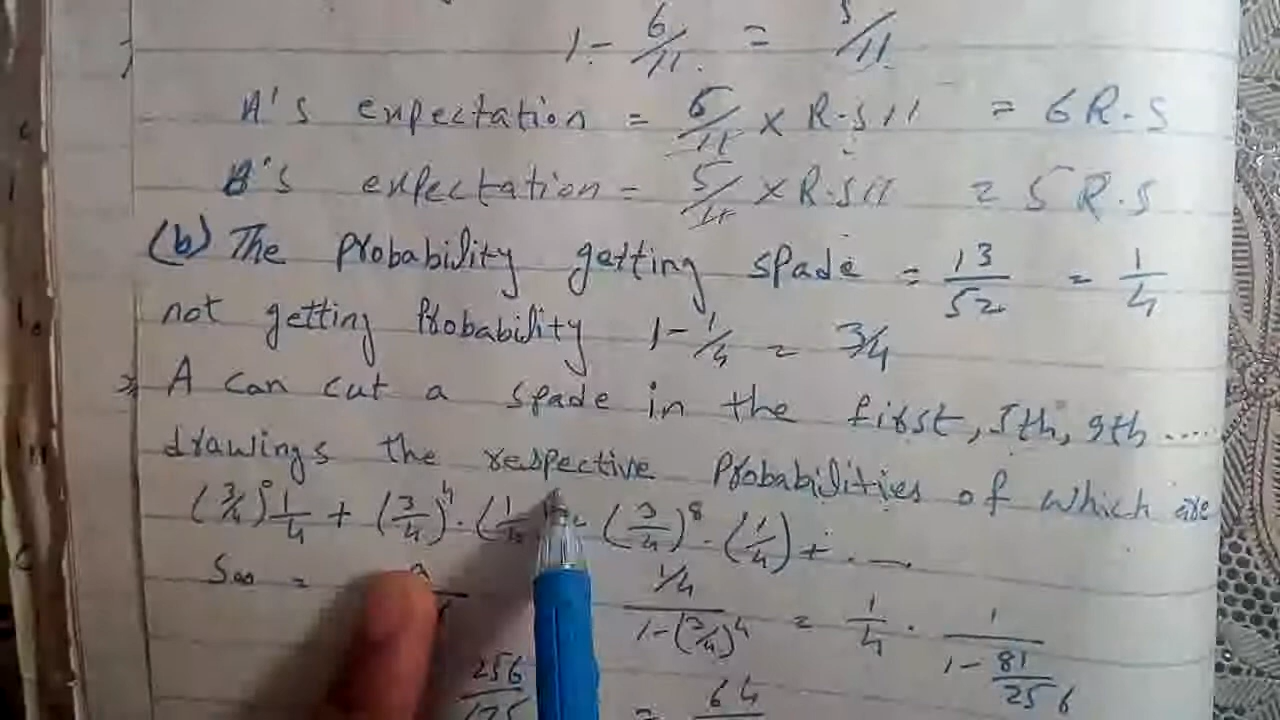 1 - 6/11 = 5/11
A's expectation = 6/11 × R.S 11 = 6 R.S
B's expectation = 5/11 × R.S 11 = 5 R.S
(b) The Probability getting spade = 13/52 = 1/4
not getting Probability 1 - 1/4 = 3/4
A can cut a spade in the first, 5th, 9th ....
drawings the respective Probabilities of which are
(3/4)^0 1/4 + (3/4)^4 . (1/4 (3/4)^8 . (1/4) + . —
S∞ = 1/4 / 1-(3/4)^4 = 1/4 . 1 / 1 - 81/256
256 = 64